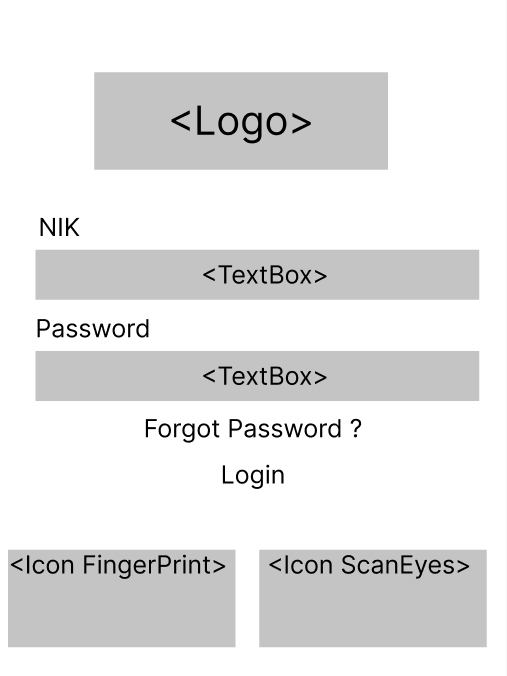 <Logo>
NIK
<TextBox>
Password
<TextBox>
Forgot Password ?
Login
<Icon FingerPrint> <Icon ScanEyes>